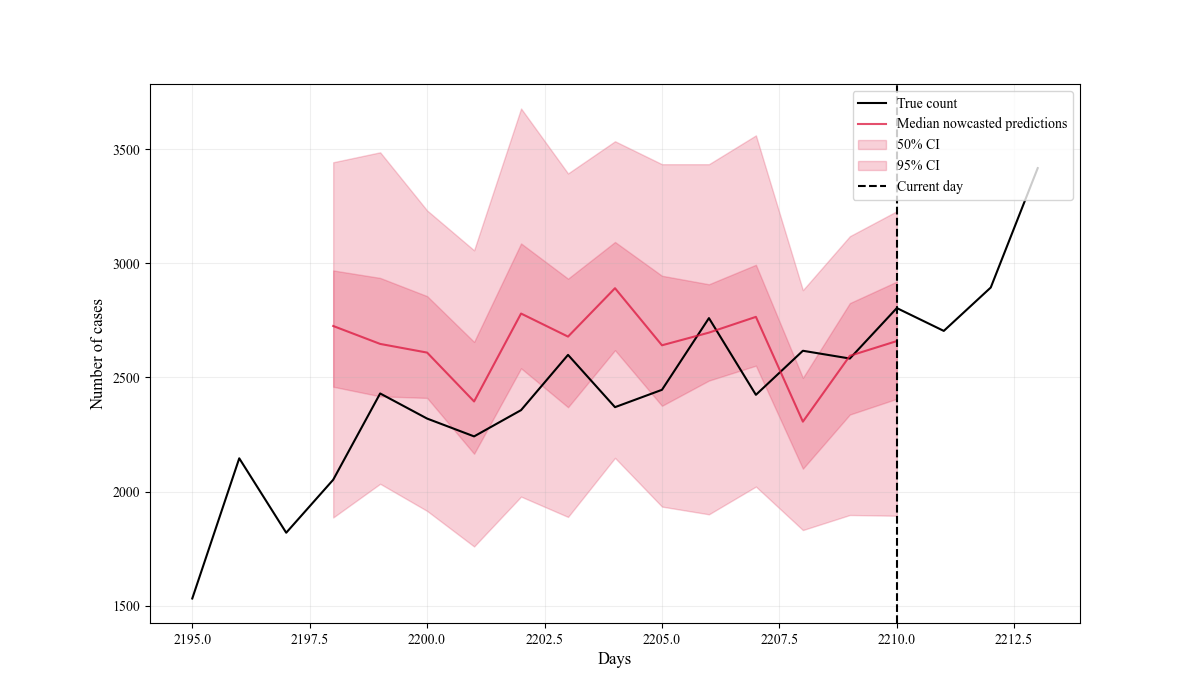 True count
Median nowcasted predictions
50% CI
95% CI
Current day
3500
3000
2500
2000
1500
Number of cases
2195.0 2197.5 2200.0 2202.5 2205.0 2207.5 2210.0 2212.5
Days